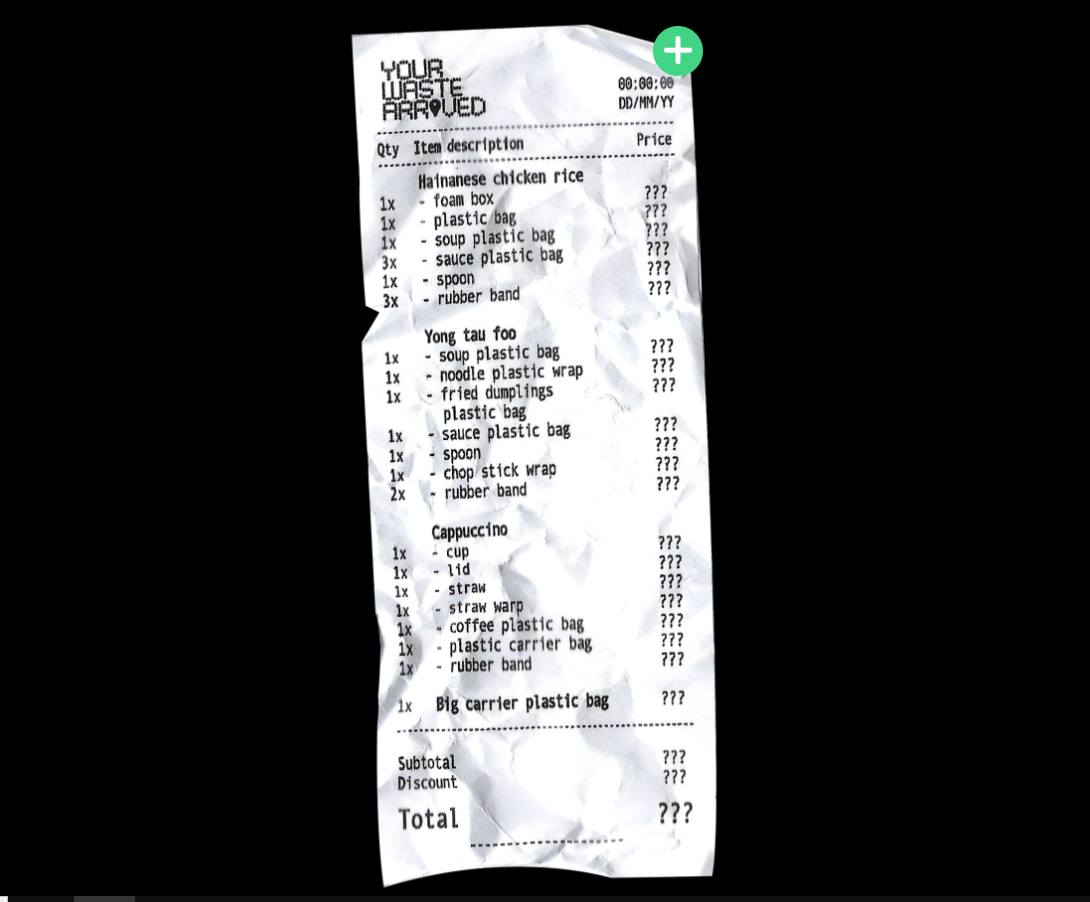 YOUR
WASTE
ARRIVED
00:00:00
DD/MM/YY
Qty Item description Price
Hainanese chicken rice
1x - foam box ???
1x - plastic bag ???
1x - soup plastic bag ???
3x - sauce plastic bag ???
1x - spoon ???
3x - rubber band ???
Yong tau foo
1x - soup plastic bag ???
1x - noodle plastic wrap ???
1x - fried dumplings ???
plastic bag
1x - sauce plastic bag ???
1x - spoon ???
1x - chop stick wrap ???
2x - rubber band ???
Cappuccino
1x - cup ???
1x - lid ???
1x - straw ???
1x - straw warp ???
1x - coffee plastic bag ???
1x - plastic carrier bag ???
1x - rubber band ???
1x Big carrier plastic bag ???
Subtotal ???
Discount ???
Total ???